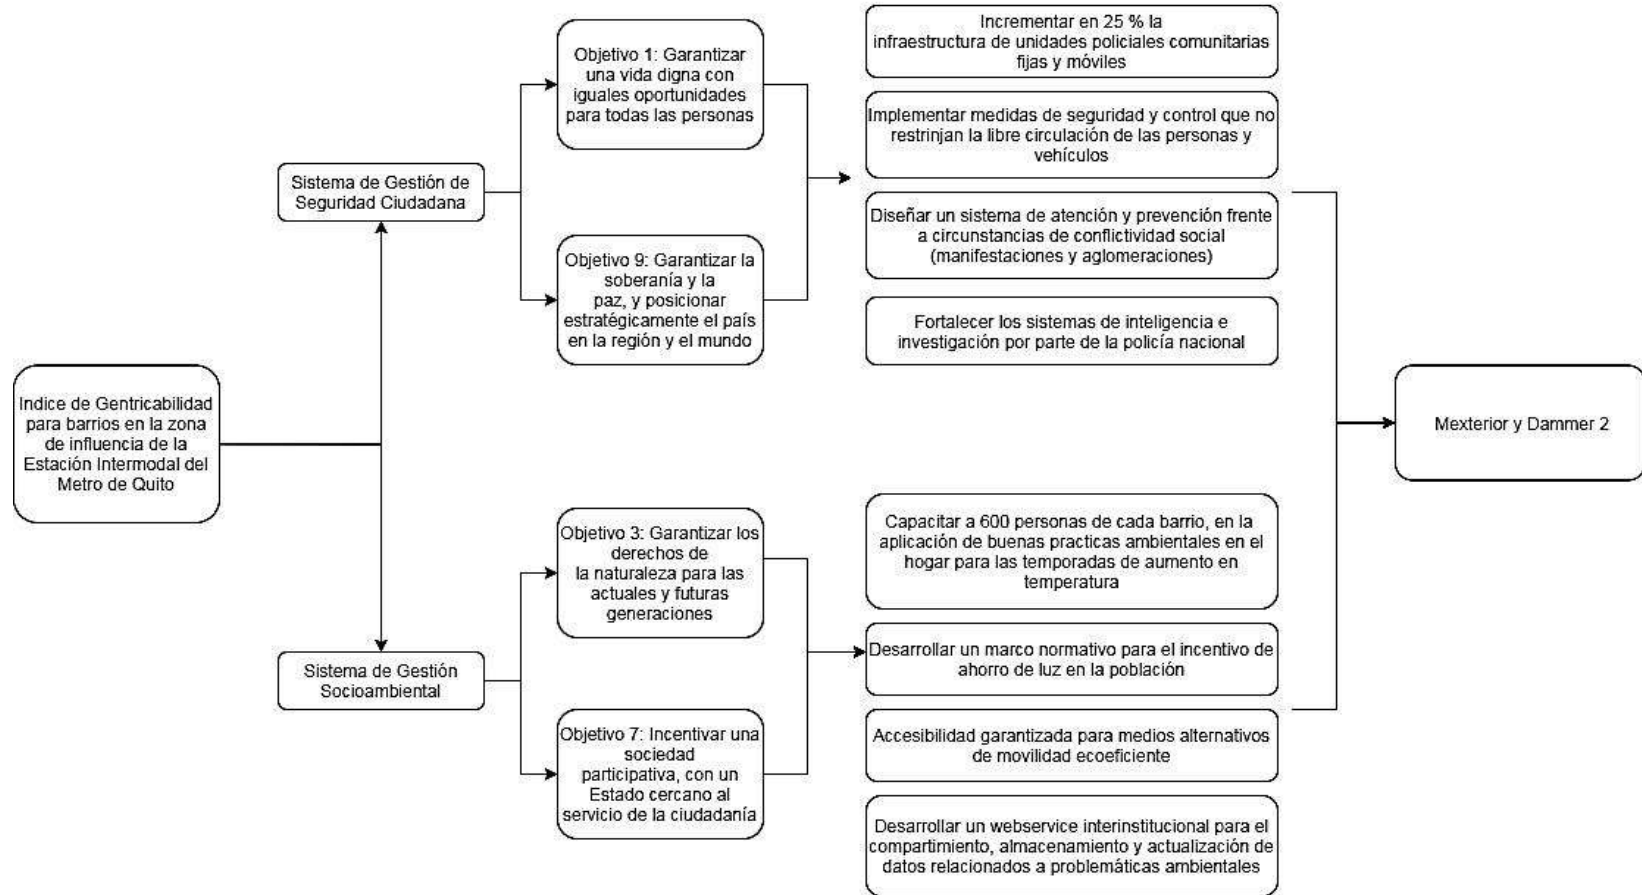 Indice de Gentricabilidad
para barrios en la zona
de influencia de la
Estación Intermodal del
Metro de Quito
Sistema de Gestión de
Seguridad Ciudadana
Objetivo 1: Garantizar
una vida digna con
iguales oportunidades
para todas las personas
Objetivo 9: Garantizar la
soberanía y la
paz, y posicionar
estratégicamente el país
en la región y el mundo
Incrementar en 25 % la
infraestructura de unidades policiales comunitarias
fijas y móviles
Implementar medidas de seguridad y control que no
restrinjan la libre circulación de las personas y
vehículos
Diseñar un sistema de atención y prevención frente
a circunstancias de conflictividad social
(manifestaciones y aglomeraciones)
Fortalecer los sistemas de inteligencia e
investigación por parte de la policía nacional
Sistema de Gestión
Socioambiental
Objetivo 3: Garantizar los
derechos de
la naturaleza para las
actuales y futuras
generaciones
Objetivo 7: Incentivar una
sociedad
participativa, con un
Estado cercano al
servicio de la ciudadanía
Capacitar a 600 personas de cada barrio, en la
aplicación de buenas practicas ambientales en el
hogar para las temporadas de aumento en
temperatura
Desarrollar un marco normativo para el incentivo de
ahorro de luz en la población
Accesibilidad garantizada para medios alternativos
de movilidad ecoeficiente
Desarrollar un webservice interinstitucional para el
compartimiento, almacenamiento y actualización de
datos relacionados a problemáticas ambientales
Mexterior y Dammer 2